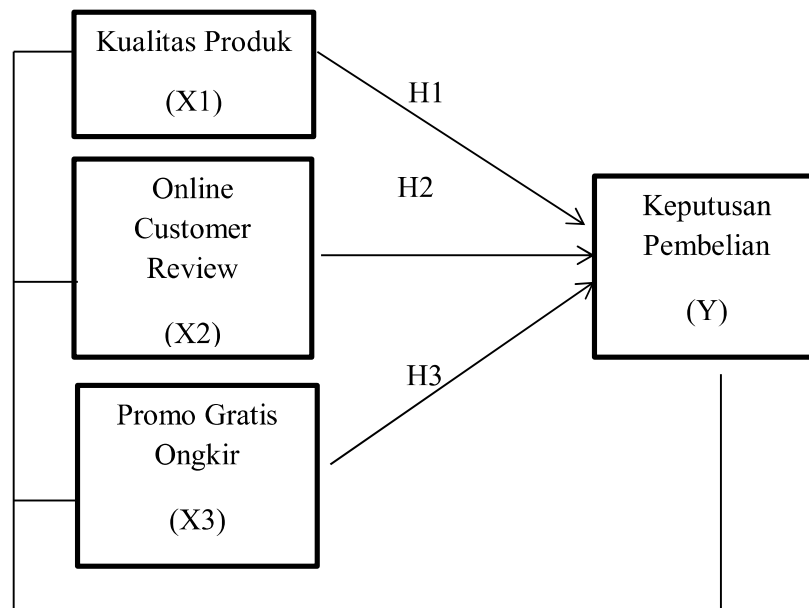 Kualitas Produk
(X1)
H1
Online
Customer
Review
(X2)
H2
Keputusan
Pembelian
(Y)
Promo Gratis
Ongkir
(X3)
H3